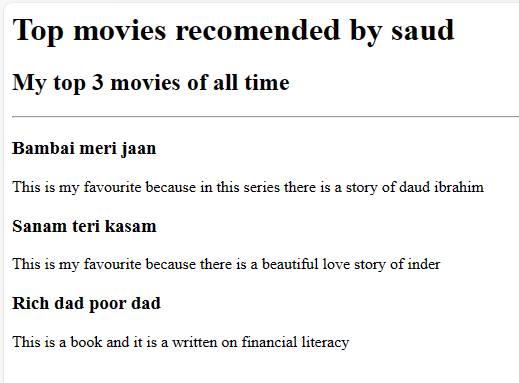 Top movies recomended by saud
My top 3 movies of all time
Bambai meri jaan
This is my favourite because in this series there is a story of daud ibrahim
Sanam teri kasam
This is my favourite because there is a beautiful love story of inder
Rich dad poor dad
This is a book and it is a written on financial literacy